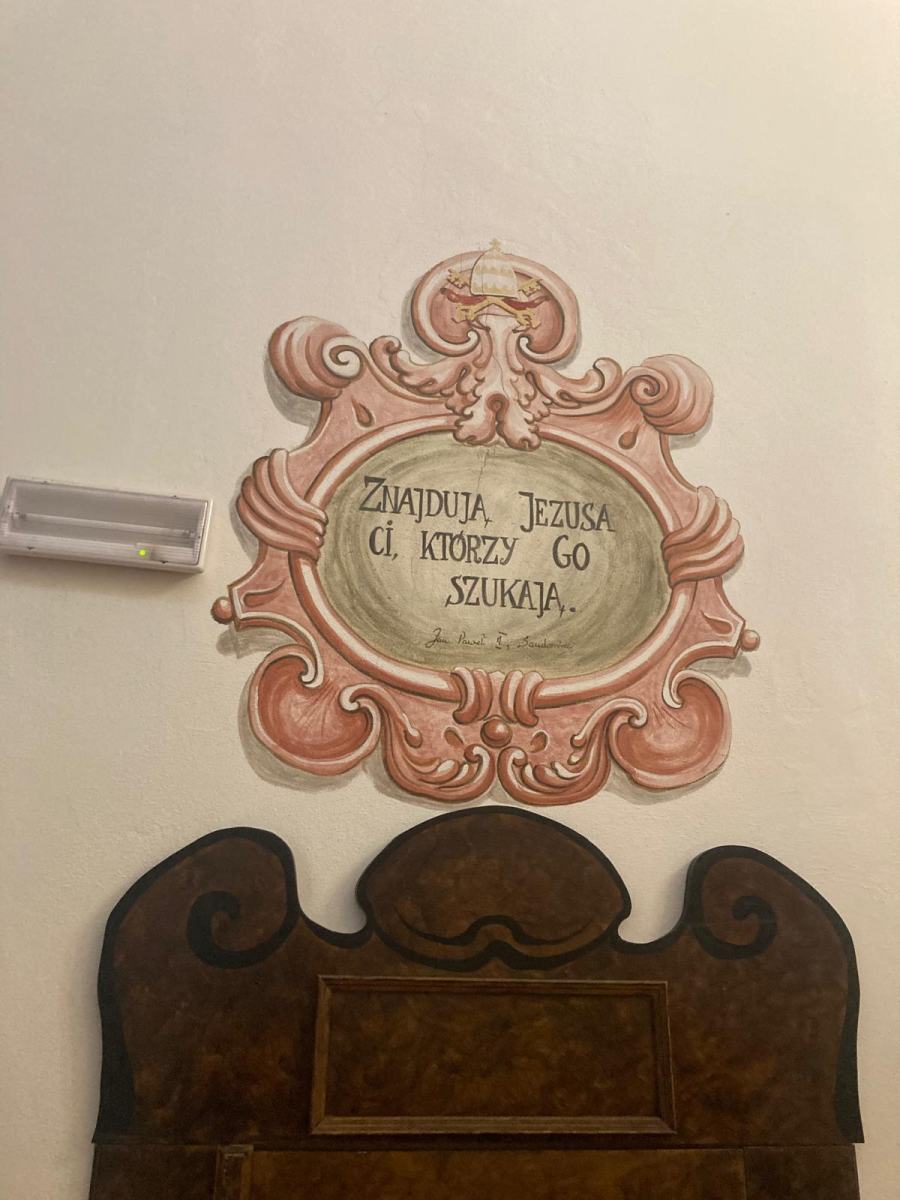 ZNAJDUJĄ JEZUSA
CI, KTÓRZY GO
SZUKAJĄ.
Jan Paweł II, Sandomierz